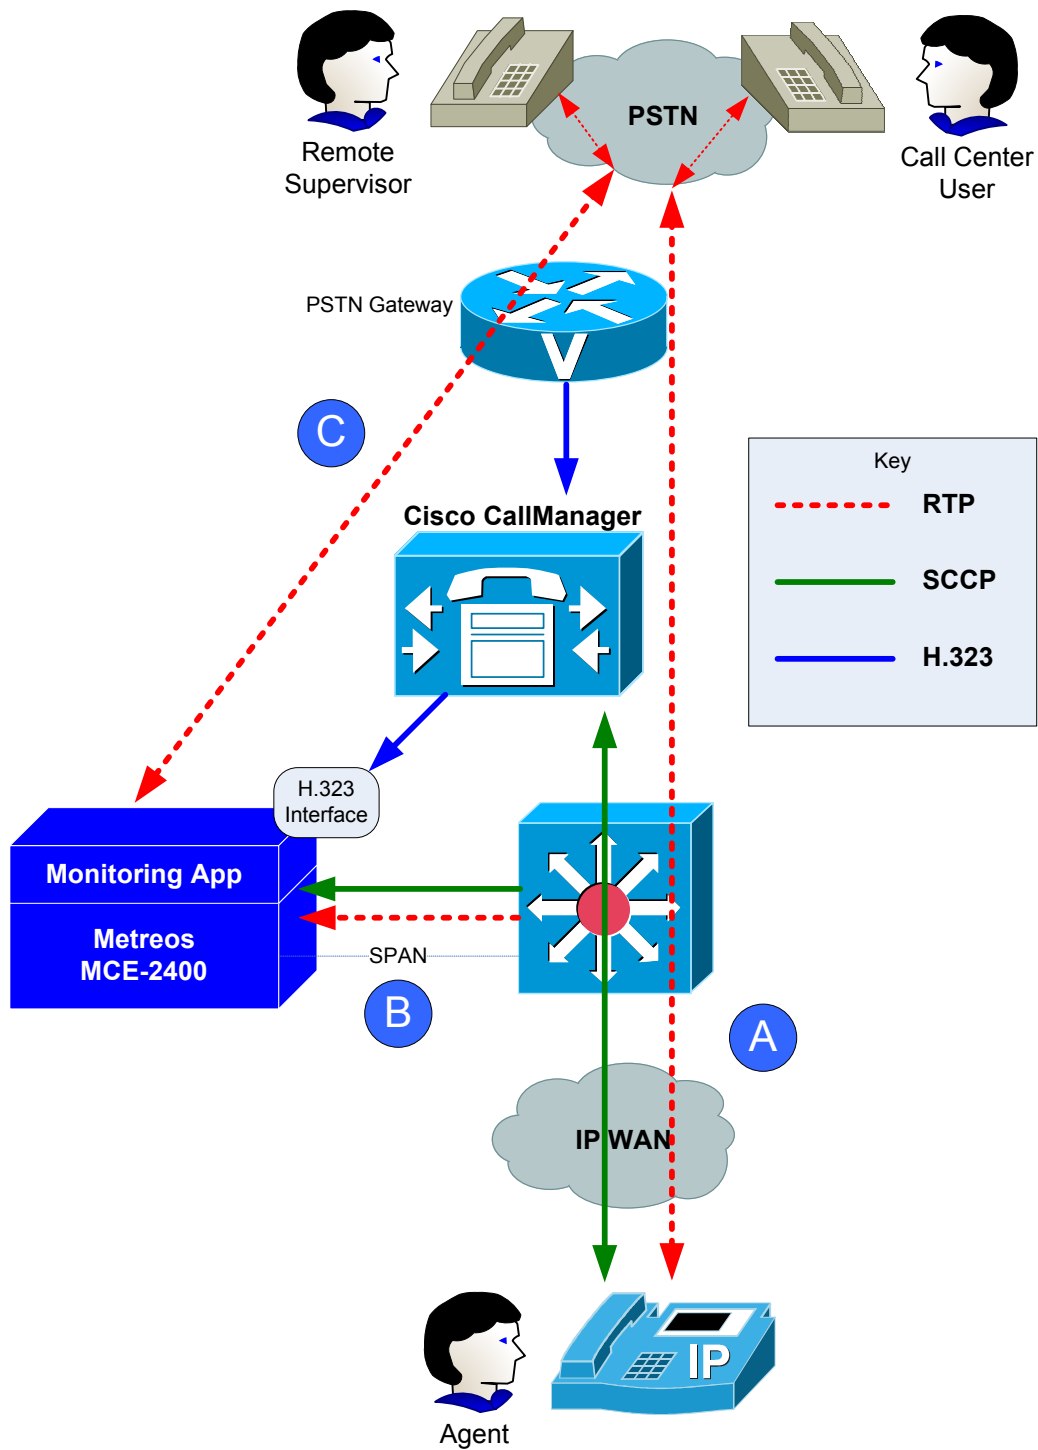 PSTN
Remote
Supervisor
Call Center
User
PSTN Gateway
V
C
Key
RTP
SCCP
H.323
Cisco CallManager
H.323
Interface
Monitoring App
Metreos
MCE-2400
SPAN
B
A
IP WAN
IP
Agent